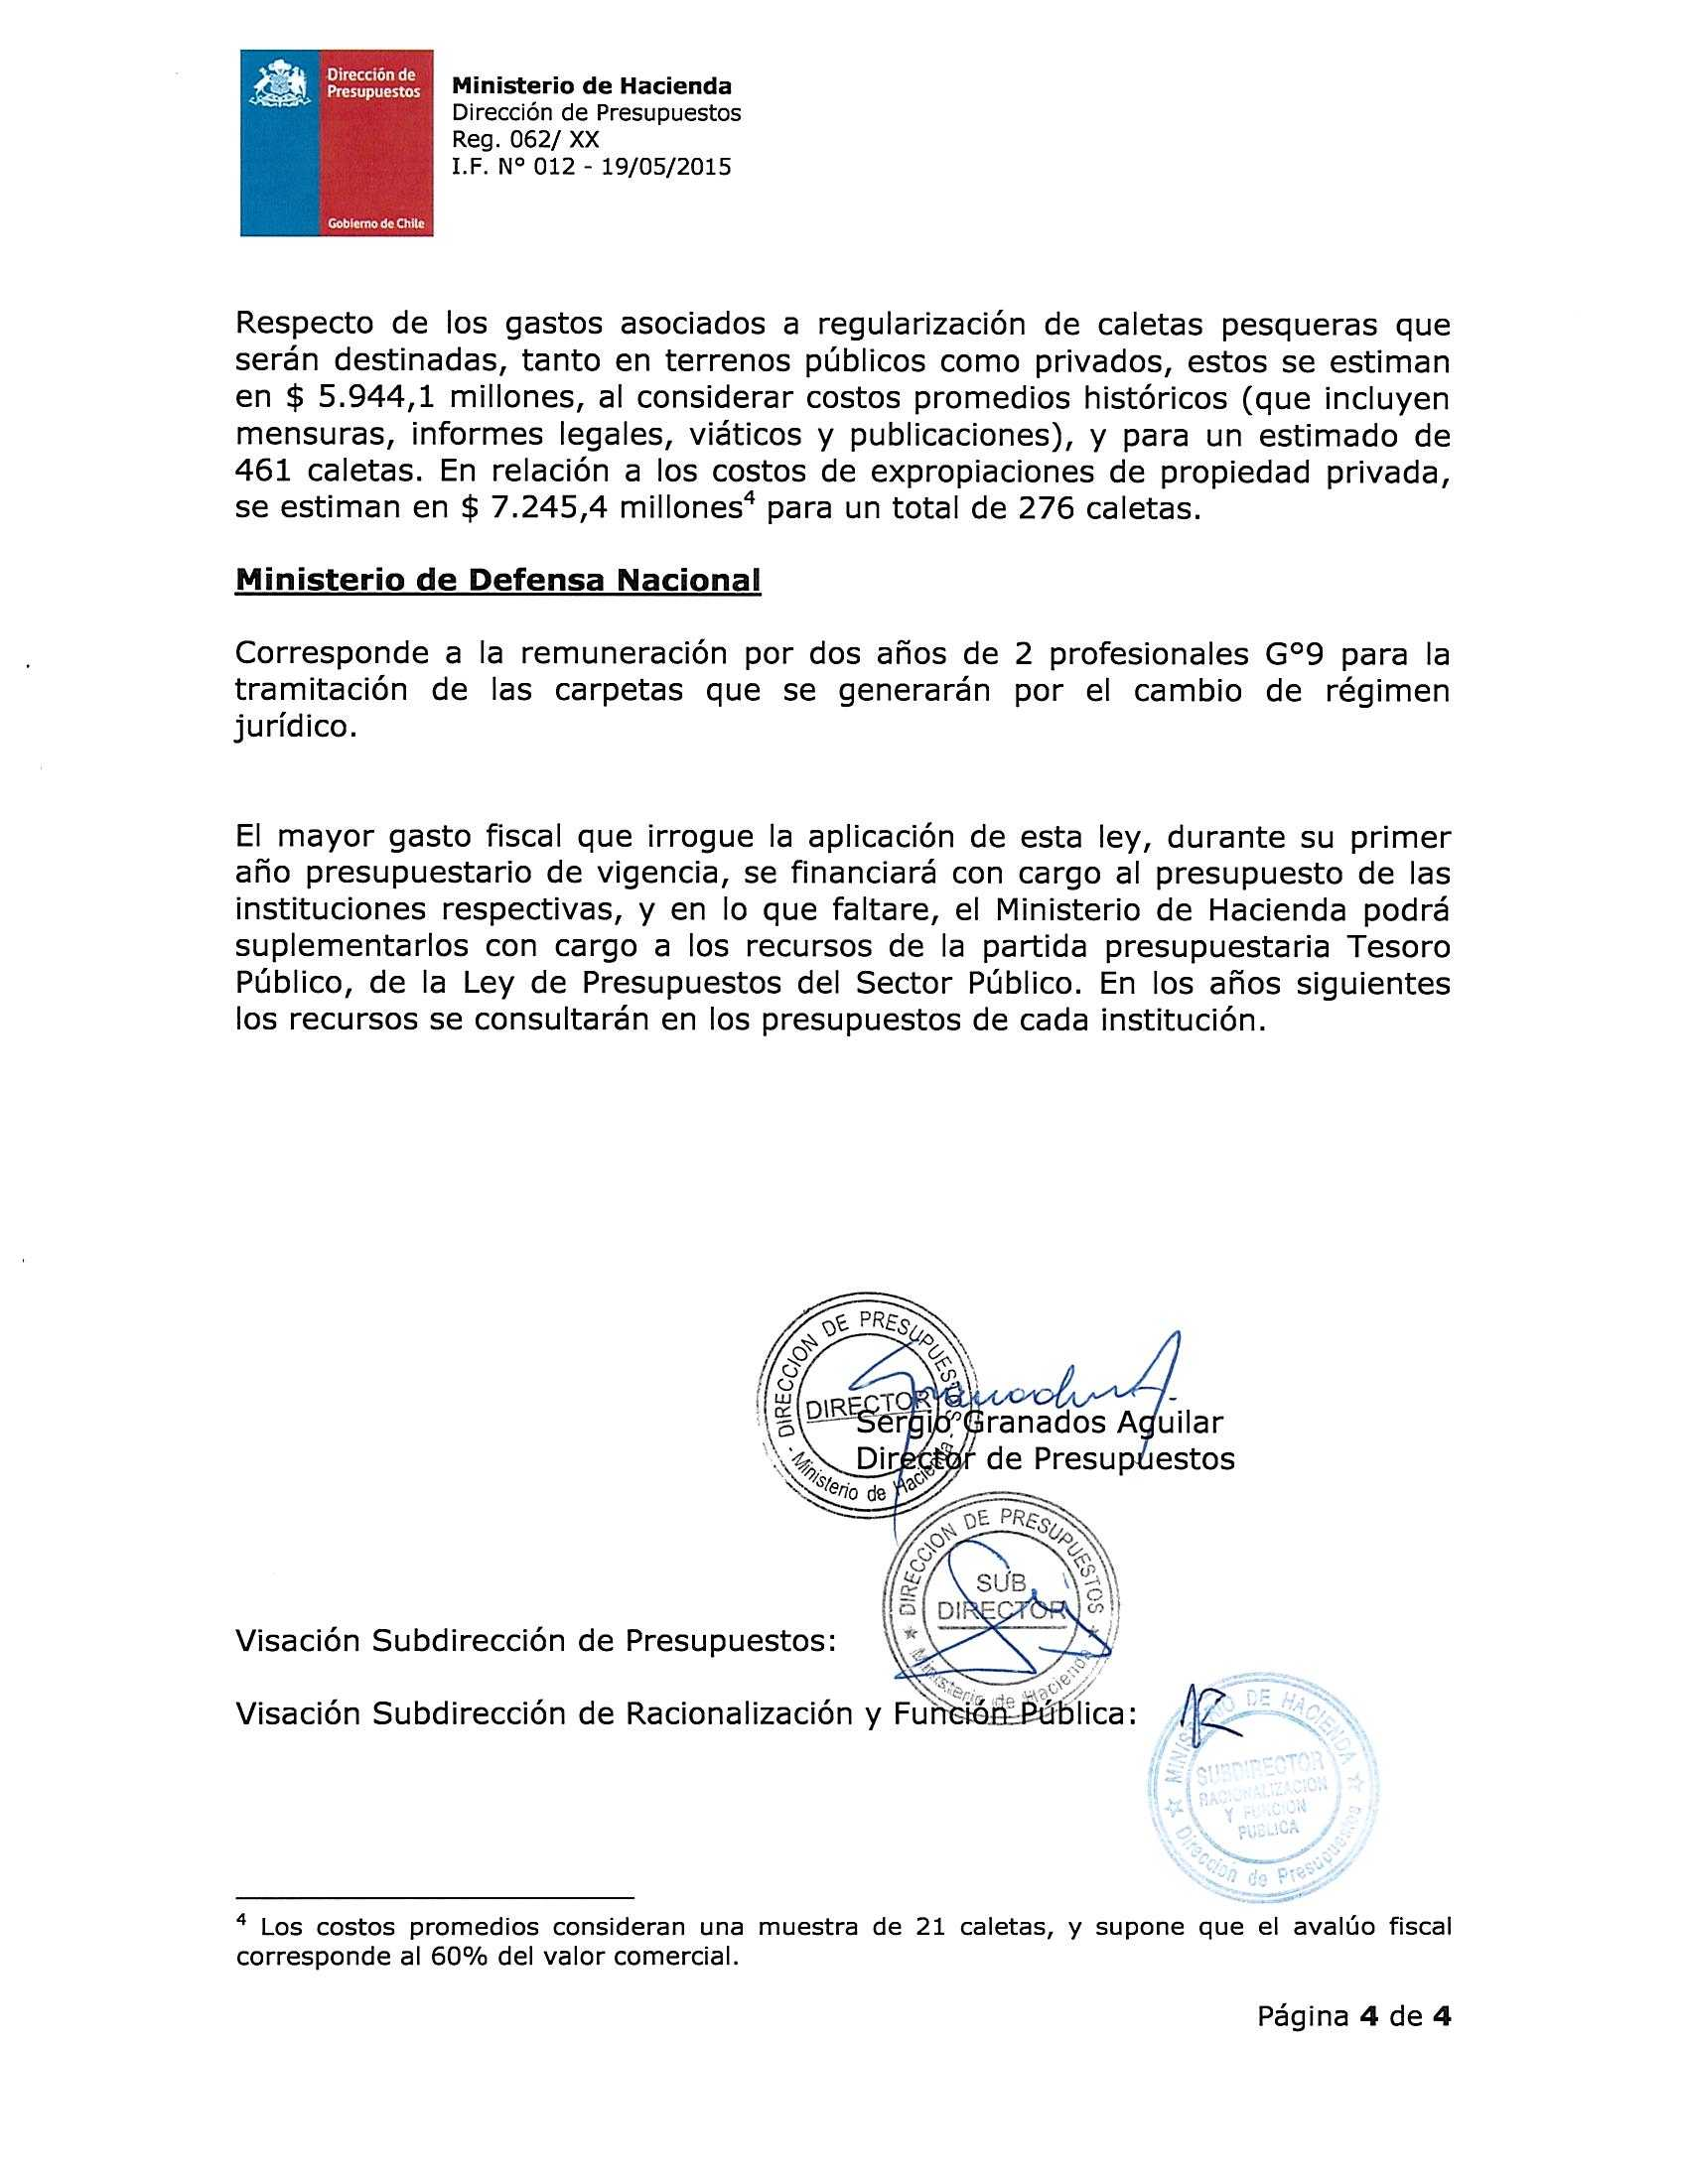 Dirección de
Presupuestos
Gobierno de Chile
Ministerio de Hacienda
Dirección de Presupuestos
Reg. 062/ XX
I.F. Nº 012 - 19/05/2015
Respecto de los gastos asociados a regularización de caletas pesqueras que
serán destinadas, tanto en terrenos públicos como privados, estos se estiman
en $ 5.944,1 millones, al considerar costos promedios históricos (que incluyen
mensuras, informes legales, viáticos y publicaciones), y para un estimado de
461 caletas. En relación a los costos de expropiaciones de propiedad privada,
se estiman en $ 7.245,4 millones⁴ para un total de 276 caletas.
Ministerio de Defensa Nacional
Corresponde a la remuneración por dos años de 2 profesionales Gº9 para la
tramitación de las carpetas que se generarán por el cambio de régimen
jurídico.
El mayor gasto fiscal que irrogue la aplicación de esta ley, durante su primer
año presupuestario de vigencia, se financiará con cargo al presupuesto de las
instituciones respectivas, y en lo que faltare, el Ministerio de Hacienda podrá
suplementarlos con cargo a los recursos de la partida presupuestaria Tesoro
Público, de la Ley de Presupuestos del Sector Público. En los años siguientes
los recursos se consultarán en los presupuestos de cada institución.
- DIRECCION DE PRESUPUESTOS -
DIRECTOR
Ministerio de Hacienda
Sergio Granados Aguilar
Director de Presupuestos
★ DIRECCION DE PRESUPUESTOS ★
SUB
DIRECTOR
Ministerio de Hacienda
Visación Subdirección de Presupuestos:
Visación Subdirección de Racionalización y Función Pública:
★ MINISTERIO DE HACIENDA ★
SUBDIRECTOR
RACIONALIZACION
Y FUNCION
PUBLICA
Dirección de Presupuestos
⁴ Los costos promedios consideran una muestra de 21 caletas, y supone que el avalúo fiscal
corresponde al 60% del valor comercial.
Página 4 de 4